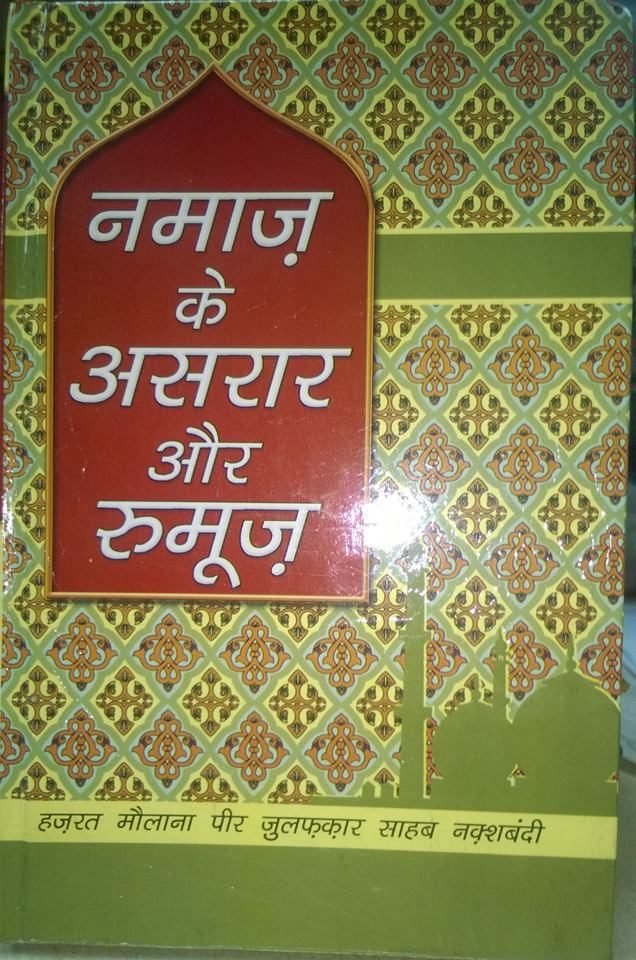 नमाज़
के
असरार
और
रुमूज़
हज़रत मौलाना पीर ज़ुलफ़क़ार साहब नक़्शबंदी